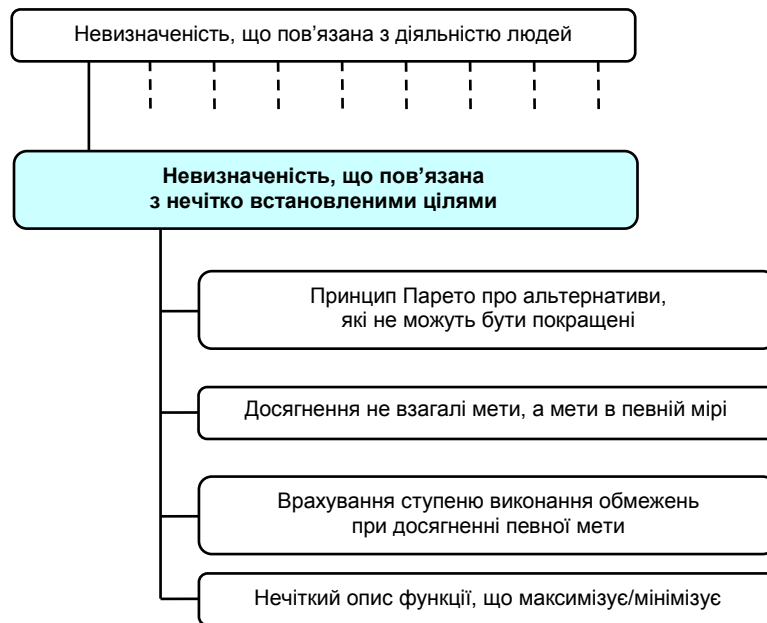 Невизначеність, що пов’язана з діяльністю людей
Невизначеність, що пов’язана
з нечітко встановленими цілями
Принцип Парето про альтернативи,
які не можуть бути покращені
Досягнення не взагалі мети, а мети в певній мірі
Врахування ступеню виконання обмежень
при досягненні певної мети
Нечіткий опис функції, що максимізує/мінімізує